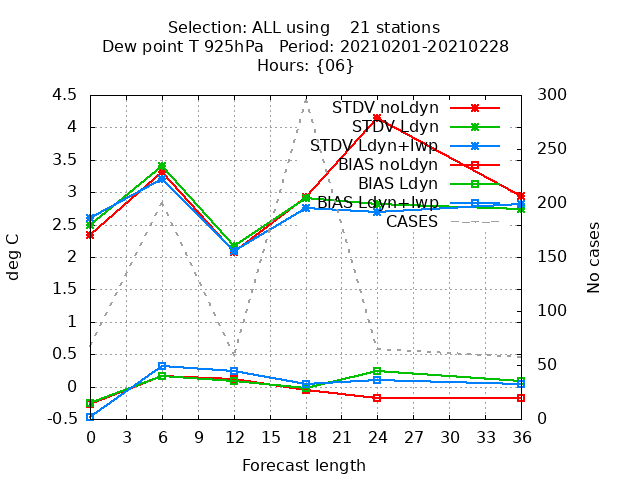 Selection: ALL using    21 stations
Dew point T 925hPa   Period: 20210201-20210228
Hours: {06}
4.5
4
3.5
3
2.5
2
1.5
1
0.5
0
-0.5
deg C
300
250
200
150
100
50
0
No cases
STDV noLdyn
STDV Ldyn
STDV Ldyn+lwp
BIAS noLdyn
BIAS Ldyn
BIAS Ldyn+lwp
CASES
0 3 6 9 12 15 18 21 24 27 30 33 36
Forecast length